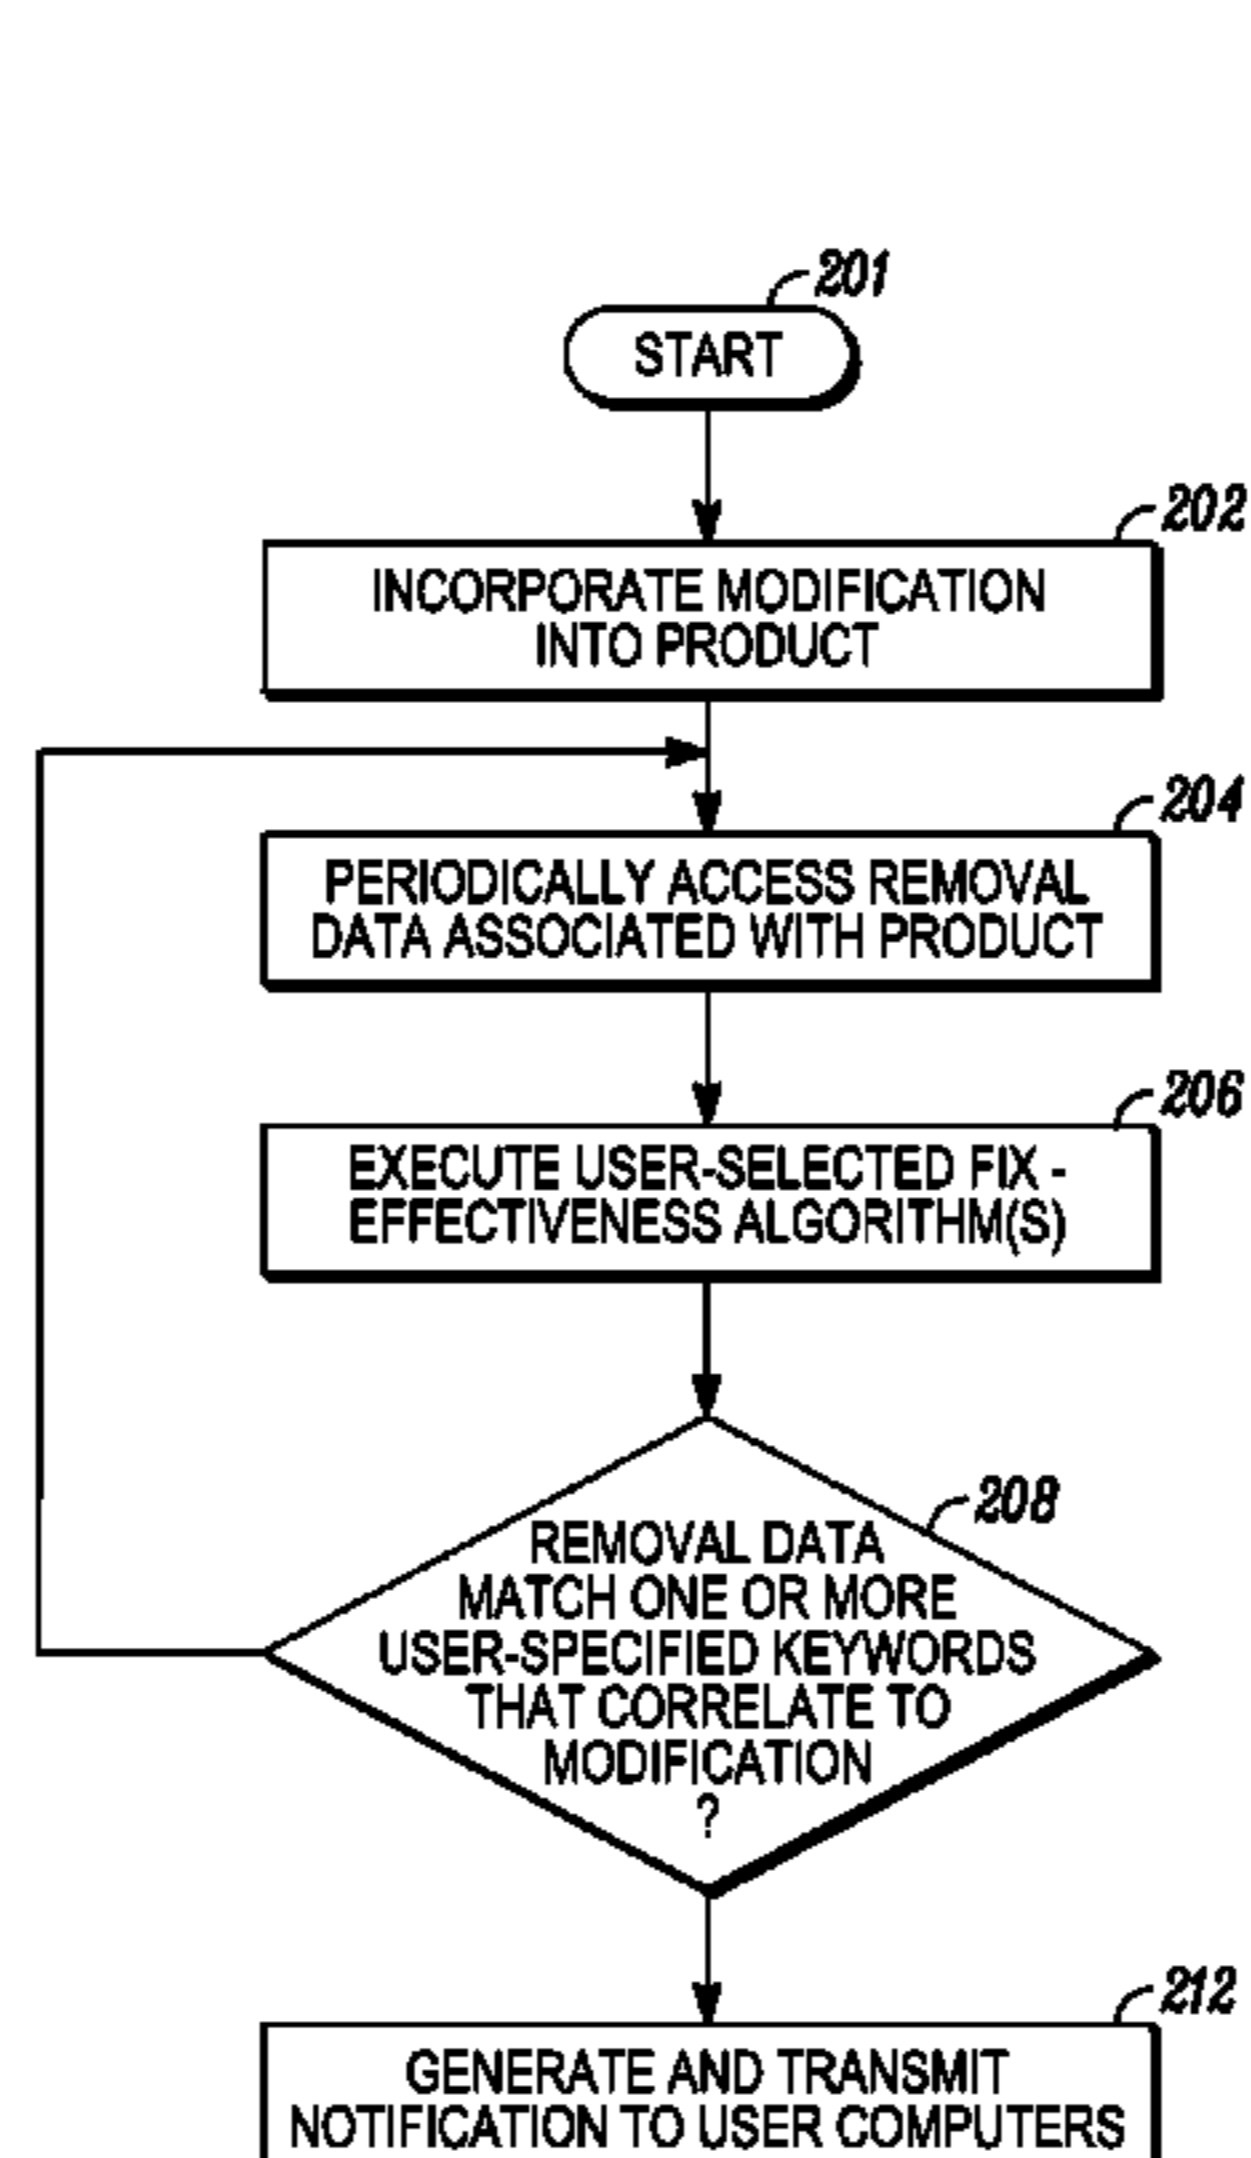 201
START
202
INCORPORATE MODIFICATION
INTO PRODUCT
204
PERIODICALLY ACCESS REMOVAL
DATA ASSOCIATED WITH PRODUCT
206
EXECUTE USER-SELECTED FIX -
EFFECTIVENESS ALGORITHM(S)
208
REMOVAL DATA
MATCH ONE OR MORE
USER-SPECIFIED KEYWORDS
THAT CORRELATE TO
MODIFICATION
?
212
GENERATE AND TRANSMIT
NOTIFICATION TO USER COMPUTERS